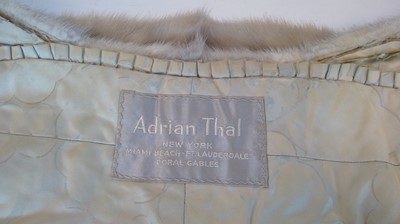 Adrian Thal
NEW YORK
MIAMI BEACH - FT. LAUDERDALE
CORAL GABLES